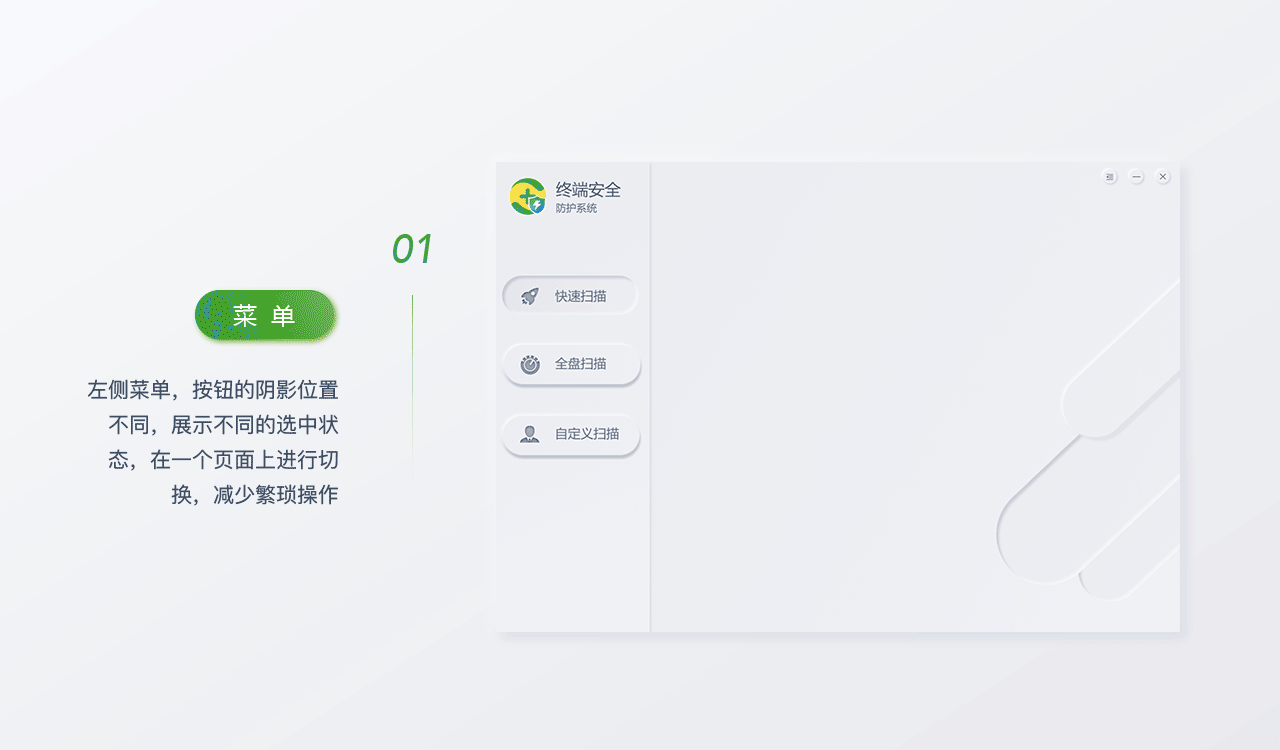 01
菜单
左侧菜单，按钮的阴影位置
不同，展示不同的选中状
态，在一个页面上进行切
换，减少繁琐操作
终端安全
防护系统
快速扫描
全盘扫描
自定义扫描